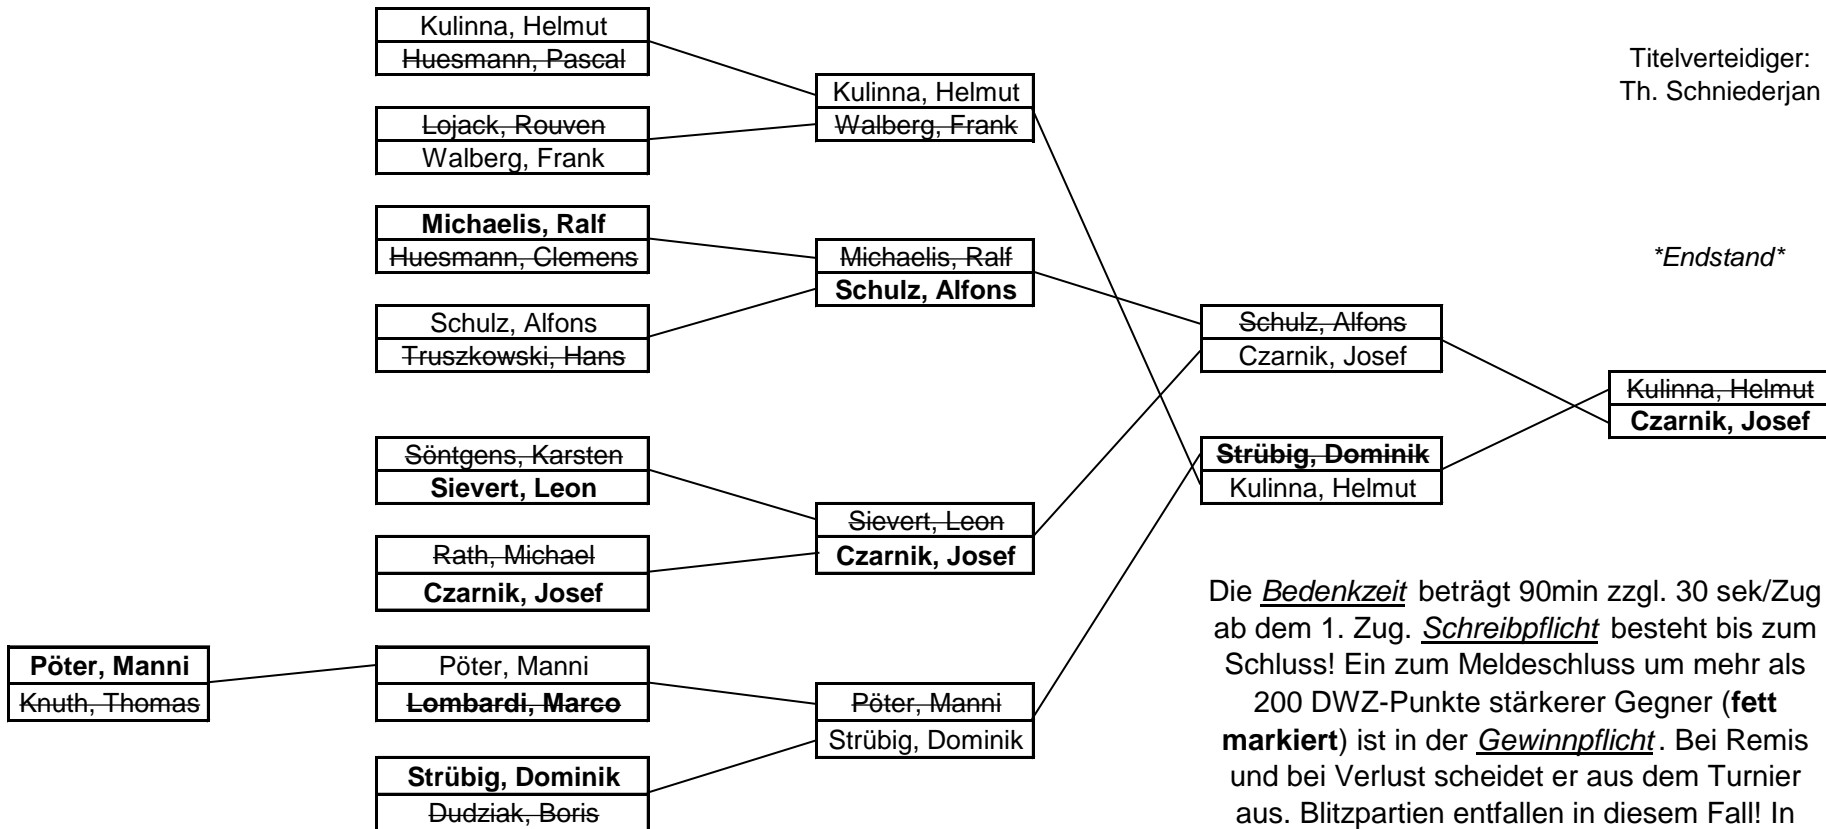 Kulinna, Helmut
Huesmann, Pascal
Lojack, Rouven
Walberg, Frank
Michaelis, Ralf
Huesmann, Clemens
Schulz, Alfons
Truszkowski, Hans
Söntgens, Karsten
Sievert, Leon
Rath, Michael
Czarnik, Josef
Pöter, Manni
Knuth, Thomas
Pöter, Manni
Lombardi, Marco
Strübig, Dominik
Dudziak, Boris
Kulinna, Helmut
Walberg, Frank
Michaelis, Ralf
Schulz, Alfons
Sievert, Leon
Czarnik, Josef
Pöter, Manni
Strübig, Dominik
Schulz, Alfons
Czarnik, Josef
Strübig, Dominik
Kulinna, Helmut
Kulinna, Helmut
Czarnik, Josef
Titelverteidiger:
Th. Schniederjan
*Endstand*
Die Bedenkzeit beträgt 90min zzgl. 30 sek/Zug
ab dem 1. Zug. Schreibpflicht besteht bis zum
Schluss! Ein zum Meldeschluss um mehr als
200 DWZ-Punkte stärkerer Gegner (fett
markiert) ist in der Gewinnpflicht. Bei Remis
und bei Verlust scheidet er aus dem Turnier
aus. Blitzpartien entfallen in diesem Fall! In